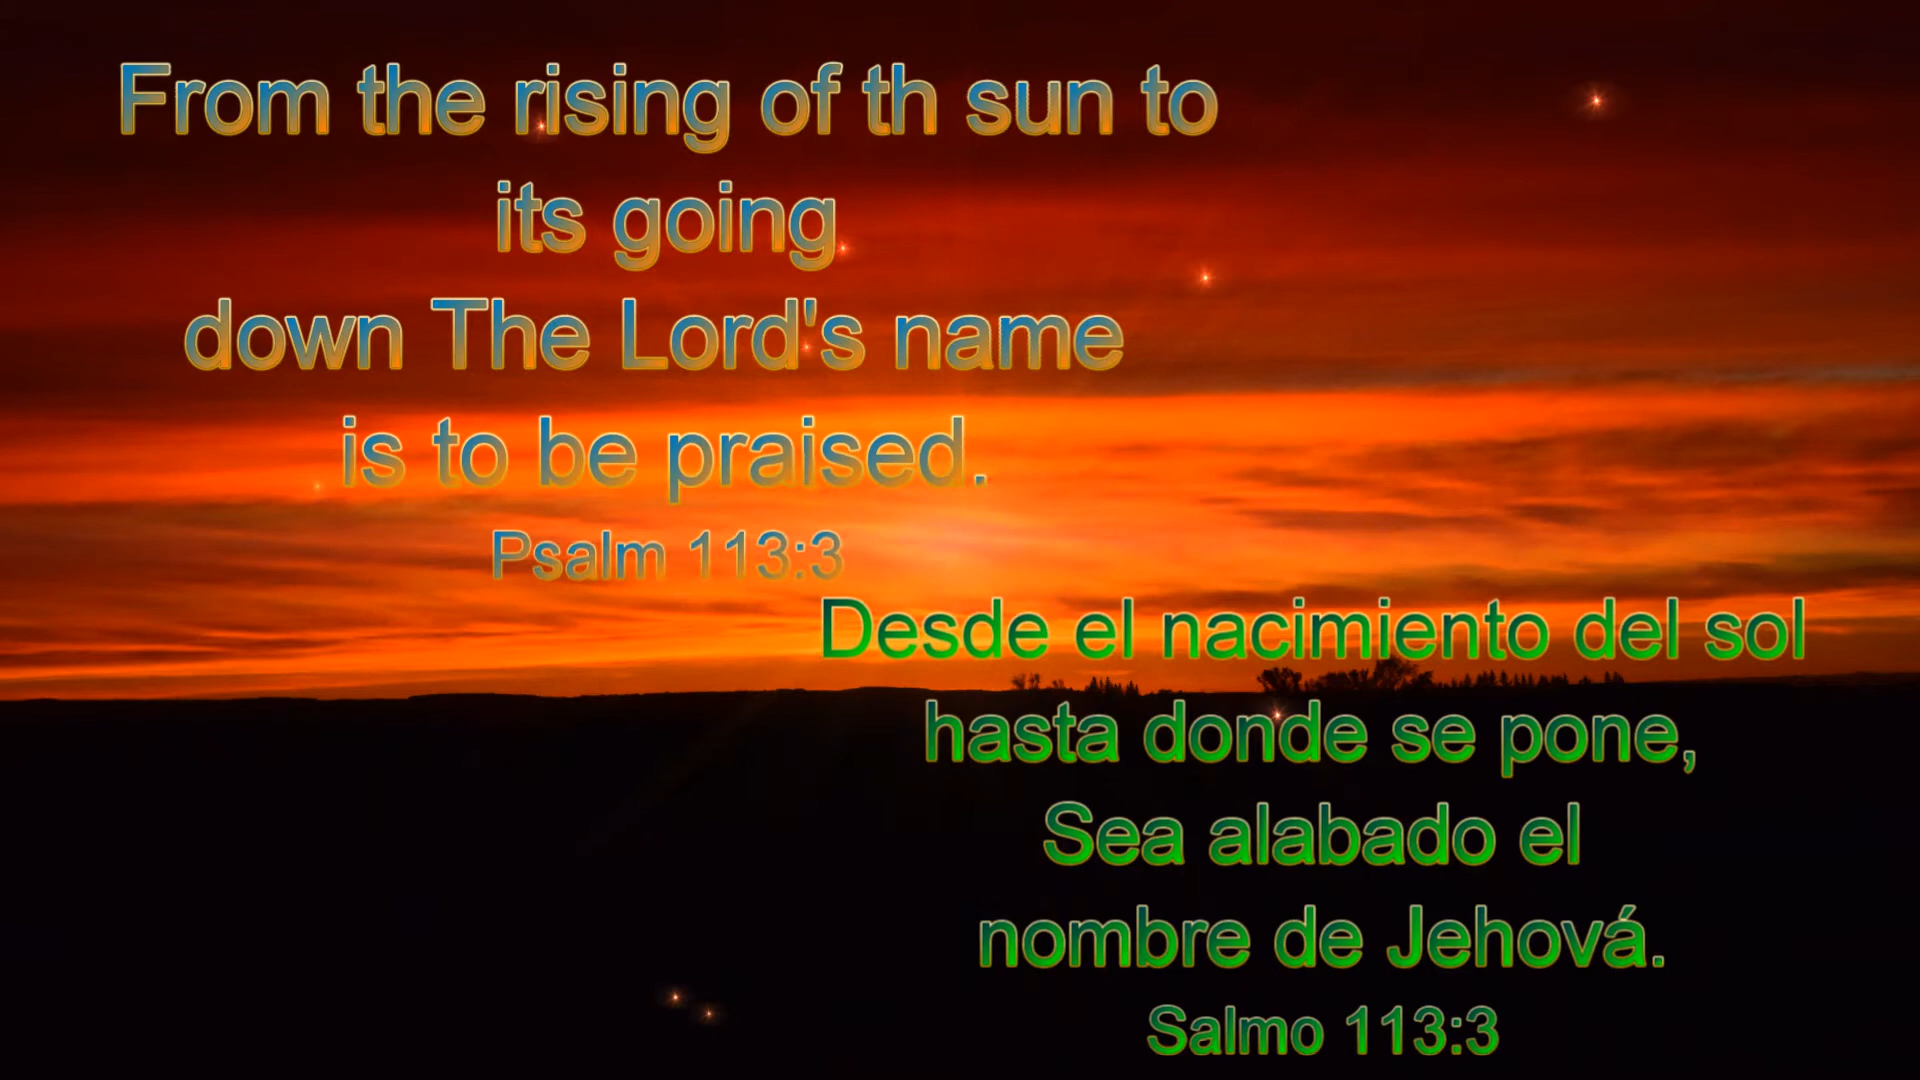 From the rising of th sun to
its going
down The Lord's name
is to be praised.
Psalm 113:3
Desde el nacimiento del sol
hasta donde se pone,
Sea alabado el
nombre de Jehová.
Salmo 113:3